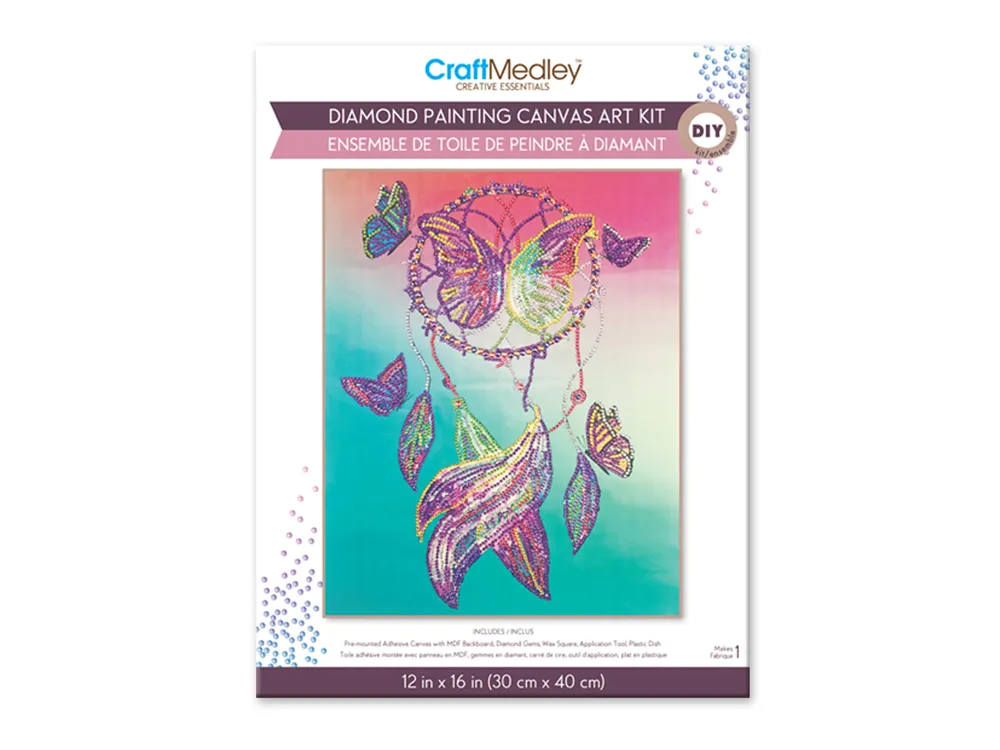 CraftMedley™
CREATIVE ESSENTIALS
DIAMOND PAINTING CANVAS ART KIT
ENSEMBLE DE TOILE DE PEINDRE À DIAMANT
DIY
kit/ensemble
INCLUDES / INCLUS
Pre-mounted Adhesive Canvas with MDF Backboard, Diamond Gems, Wax Square, Application Tool, Plastic Dish
Toile adhésive montée avec panneau en MDF, gemmes en diamant, carré de cire, outil d'application, plat en plastique
Makes 1
Fabrique
12 in x 16 in (30 cm x 40 cm)